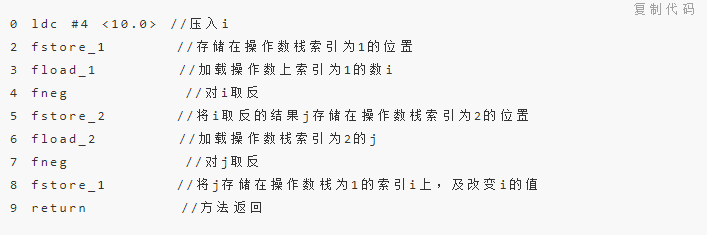 复制代码
0 ldc #4 <10.0> //压入i
2 fstore_1 //存储在操作数栈索引为1的位置
3 fload_1 //加载操作数上索引为1的数i
4 fneg //对i取反
5 fstore_2 //将i取反的结果j存储在操作数栈索引为2的位置
6 fload_2 //加载操作数栈索引为2的j
7 fneg //对j取反
8 fstore_1 //将j存储在操作数栈为1的索引i上，及改变i的值
9 return //方法返回